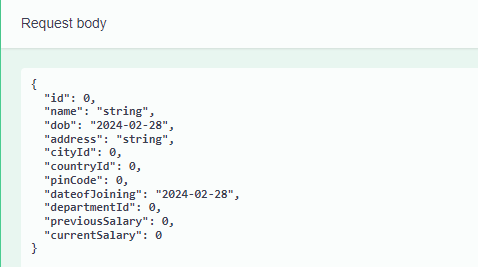 Request body
{
  "id": 0,
  "name": "string",
  "dob": "2024-02-28",
  "address": "string",
  "cityId": 0,
  "countryId": 0,
  "pinCode": 0,
  "dateofJoining": "2024-02-28",
  "departmentId": 0,
  "previousSalary": 0,
  "currentSalary": 0
}